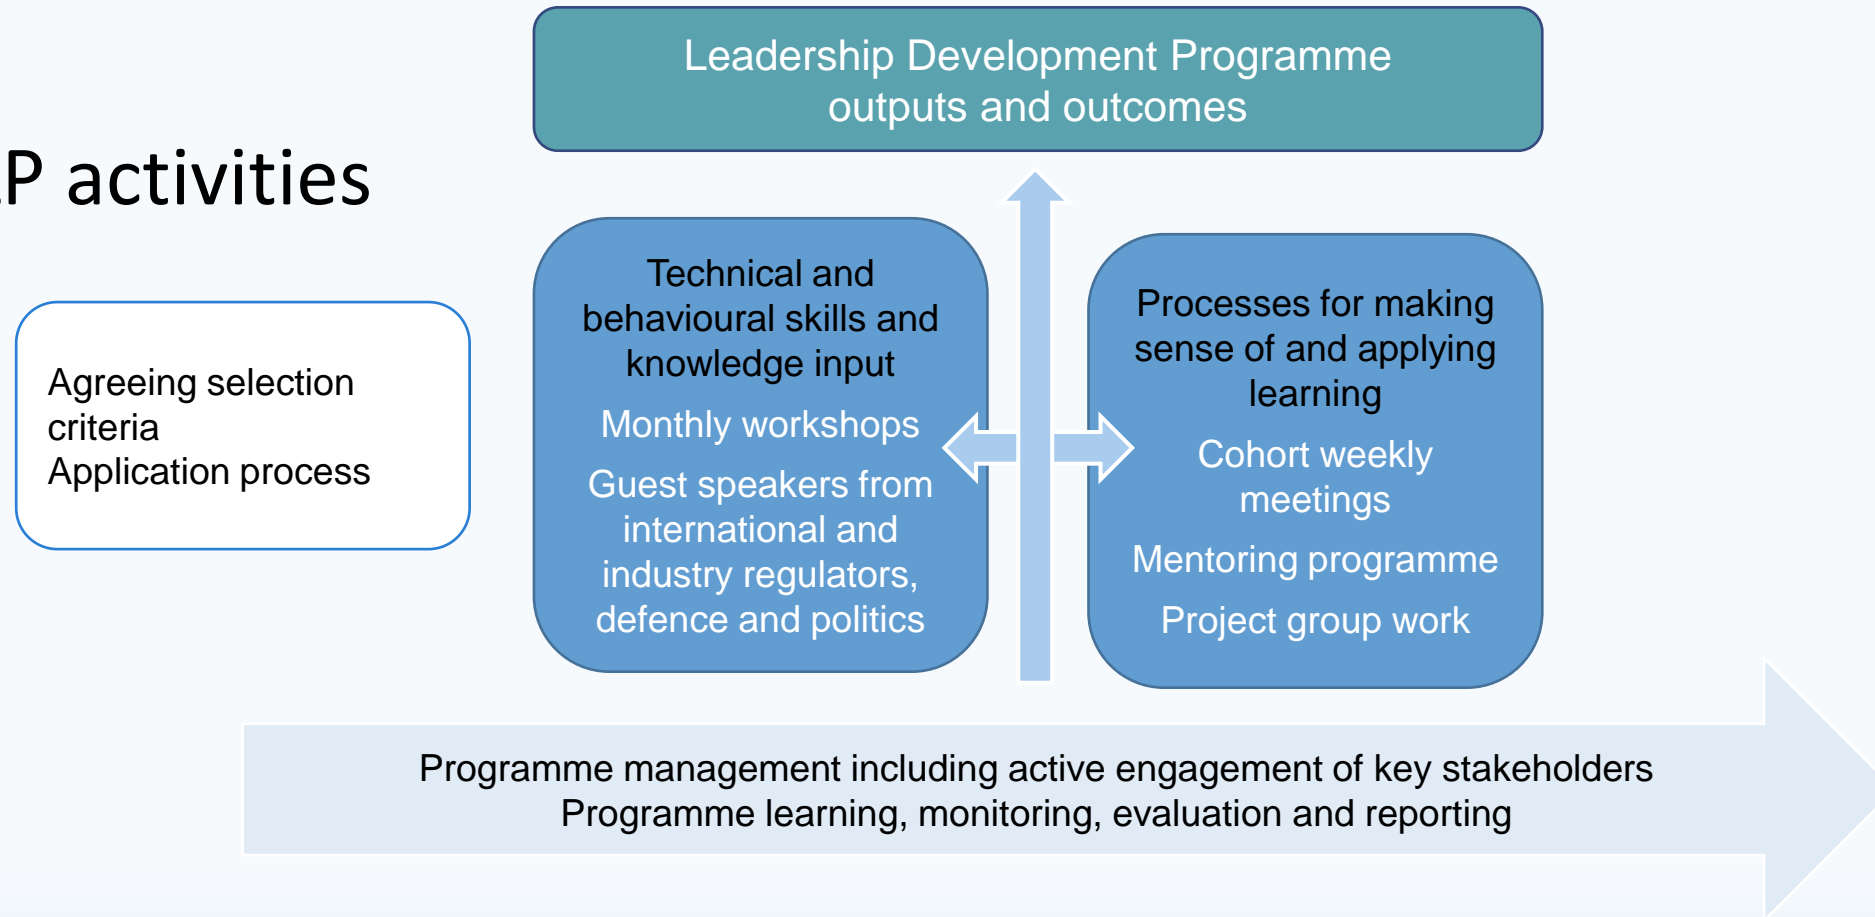 Leadership Development Programme
outputs and outcomes
P activities
Agreeing selection
criteria
Application process
Technical and
behavioural skills and
knowledge input
Monthly workshops
Guest speakers from
international and
industry regulators,
defence and politics
Processes for making
sense of and applying
learning
Cohort weekly
meetings
Mentoring programme
Project group work
Programme management including active engagement of key stakeholders
Programme learning, monitoring, evaluation and reporting